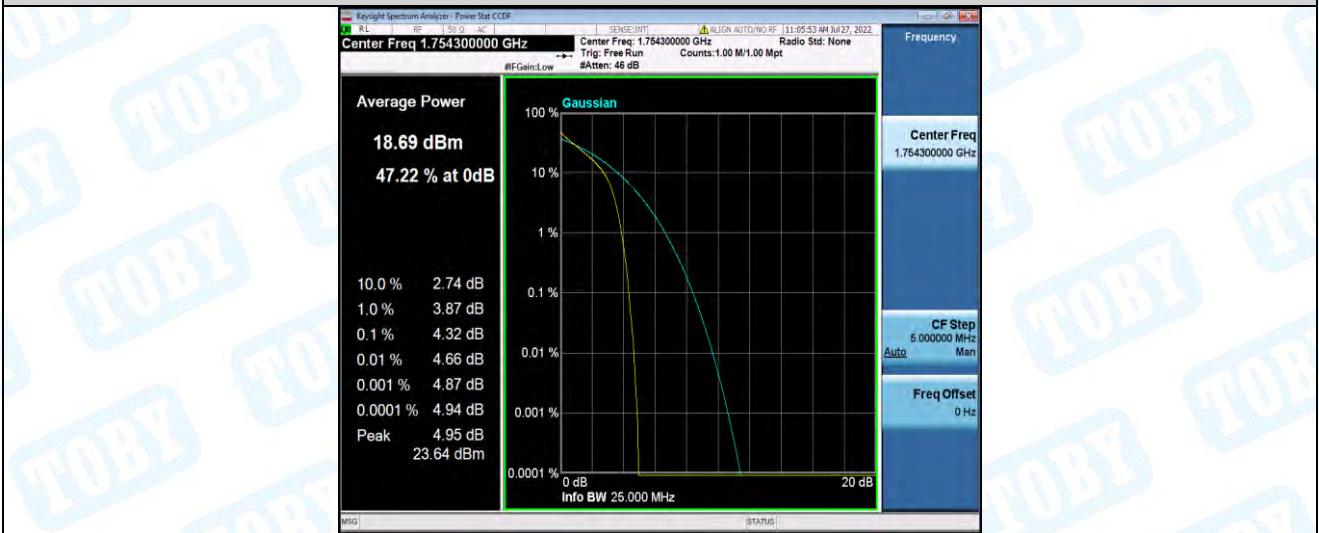 Keysight Spectrum Analyzer - Power Stat CCDF
RL RF 50 Ω AC SENSE:INT ALIGN AUTO/NO RF 11:05:53 AM Jul 27, 2022
Center Freq 1.754300000 GHz
Center Freq: 1.754300000 GHz Radio Std: None
Trig: Free Run Counts:1.00 M/1.00 Mpt
#IFGain:Low #Atten: 46 dB
Frequency
Average Power
18.69 dBm
47.22 % at 0dB
10.0 % 2.74 dB
1.0 % 3.87 dB
0.1 % 4.32 dB
0.01 % 4.66 dB
0.001 % 4.87 dB
0.0001 % 4.94 dB
Peak 4.95 dB
23.64 dBm
Gaussian
100 %
10 %
1 %
0.1 %
0.01 %
0.001 %
0.0001 %
0 dB 20 dB
Info BW 25.000 MHz
Center Freq
1.754300000 GHz
CF Step
5.000000 MHz
Auto Man
Freq Offset
0 Hz
MSG STATUS
TOBY
TOBY
TOBY
TOBY
TOBY
TOBY
TOBY
TOBY